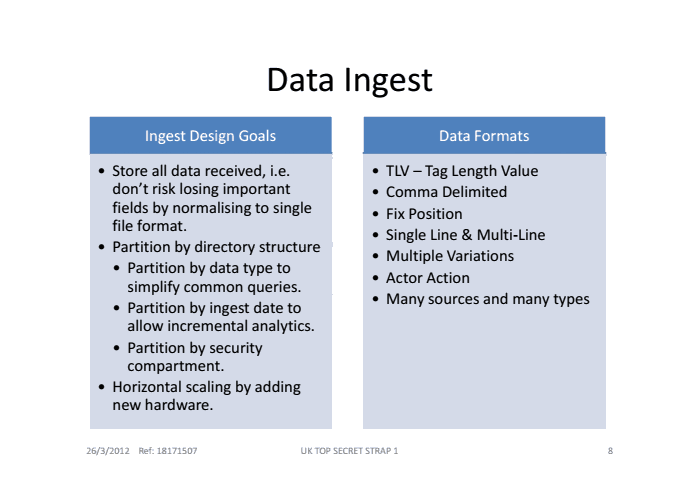 Data Ingest
Ingest Design Goals
• Store all data received, i.e.
don’t risk losing important
fields by normalising to single
file format.
• Partition by directory structure
• Partition by data type to
simplify common queries.
• Partition by ingest date to
allow incremental analytics.
• Partition by security
compartment.
• Horizontal scaling by adding
new hardware.
Data Formats
• TLV – Tag Length Value
• Comma Delimited
• Fix Position
• Single Line & Multi-Line
• Multiple Variations
• Actor Action
• Many sources and many types
26/3/2012 Ref: 18171507
UK TOP SECRET STRAP 1
8